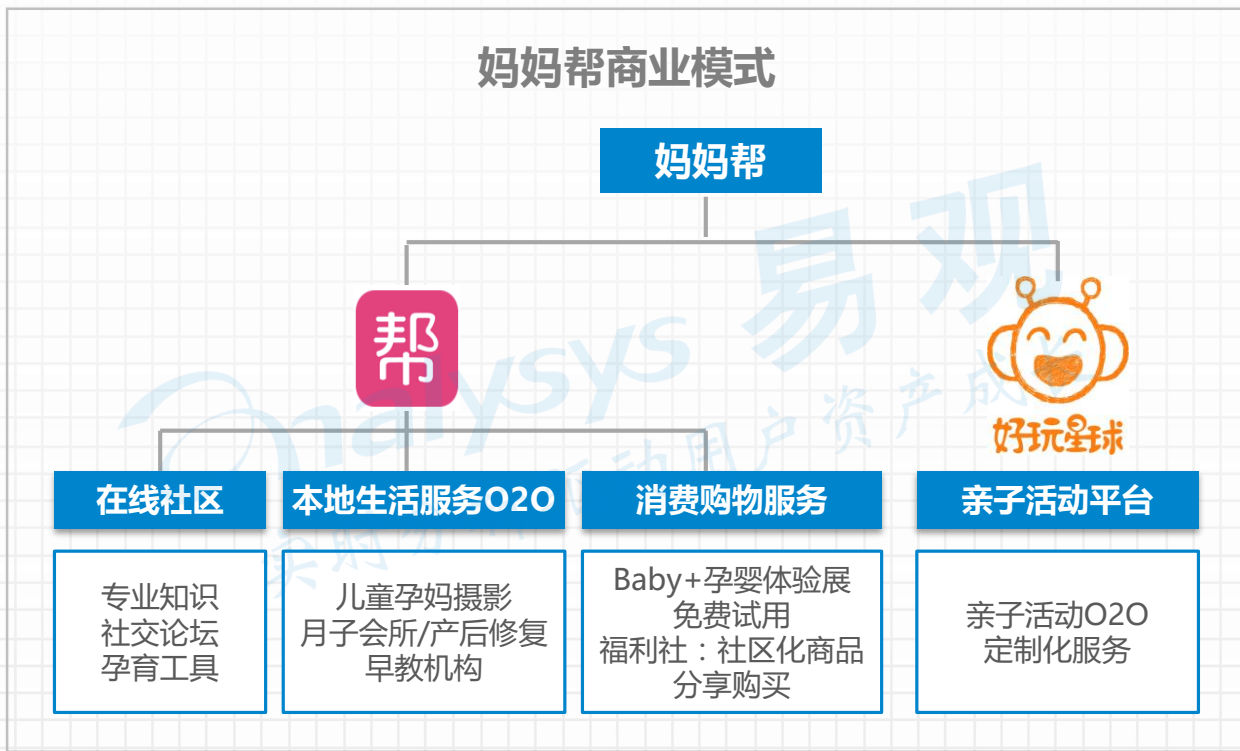 妈妈帮商业模式
妈妈帮
帮
好玩星球
在线社区
专业知识
社交论坛
孕育工具
本地生活服务O2O
儿童孕妈摄影
月子会所/产后修复
早教机构
消费购物服务
Baby+孕婴体验展
免费试用
福利社：社区化商品
分享购买
亲子活动平台
亲子活动O2O
定制化服务
analysys 易观